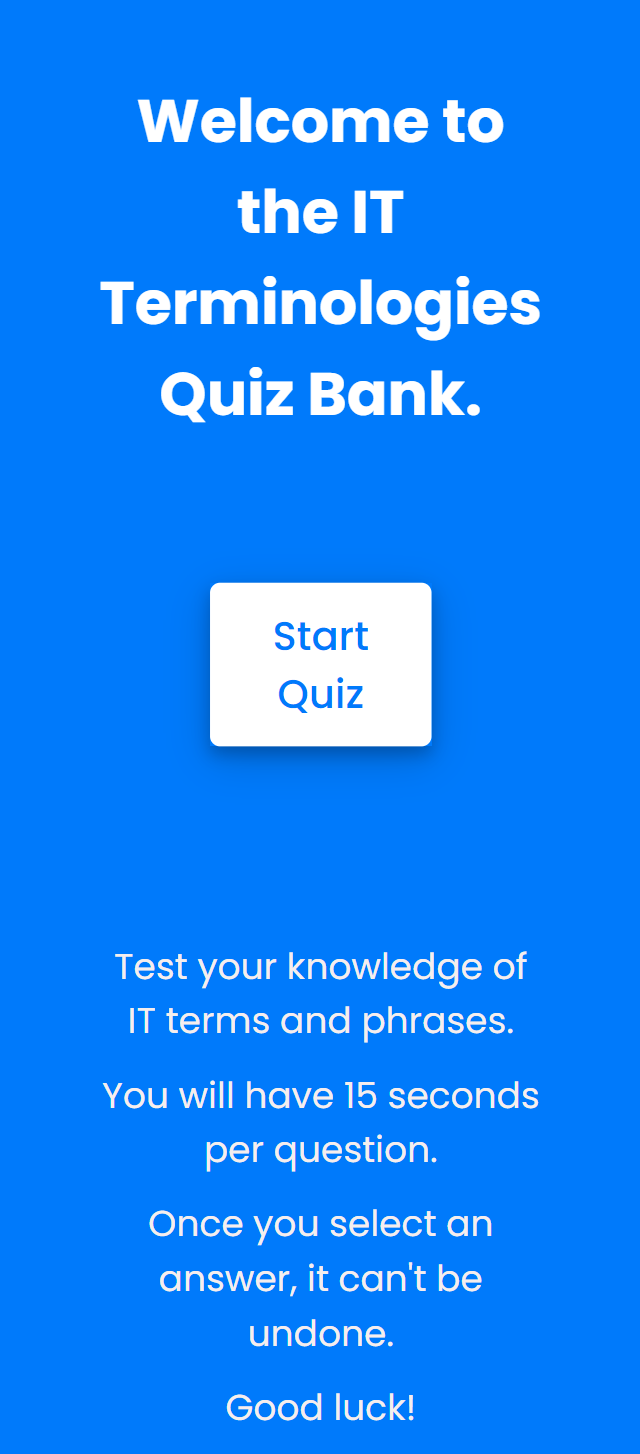 Welcome to
the IT
Terminologies
Quiz Bank.
Start
Quiz
Test your knowledge of
IT terms and phrases.
You will have 15 seconds
per question.
Once you select an
answer, it can't be
undone.
Good luck!